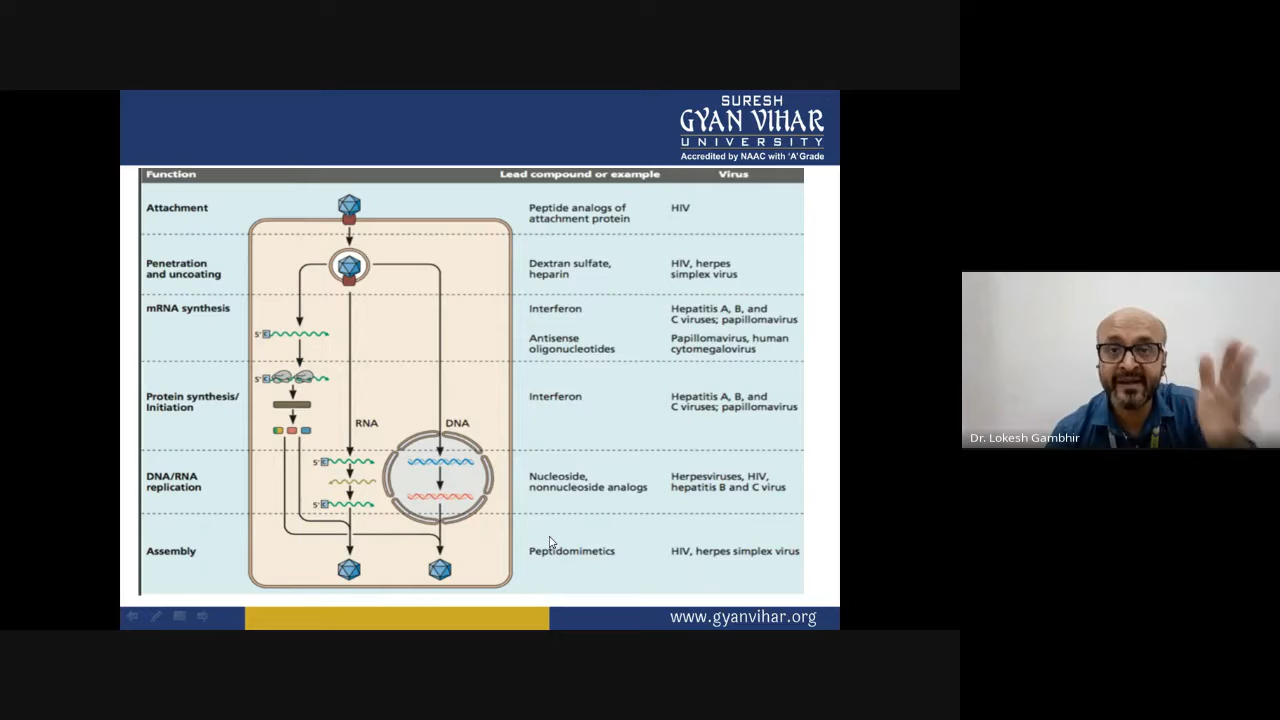 SURESH
GYAN VIHAR
UNIVERSITY
Accredited by NAAC with 'A' Grade
Function Lead compound or example Virus
Attachment
Peptide analogs of
attachment protein
HIV
Penetration
and uncoating
Dextran sulfate,
heparin
HIV, herpes
simplex virus
mRNA synthesis
Interferon
Hepatitis A, B, and
C viruses; papillomavirus
5' C
Antisense
oligonucleotides
Papillomavirus, human
cytomegalovirus
5' C
Protein synthesis/
Initiation
Interferon
Hepatitis A, B, and
C viruses; papillomavirus
RNA DNA
5' C
DNA/RNA
replication
Nucleoside,
nonnucleoside analogs
Herpesviruses, HIV,
hepatitis B and C virus
5' C
Assembly
Peptidomimetics
HIV, herpes simplex virus
www.gyanvihar.org
Dr. Lokesh Gambhir